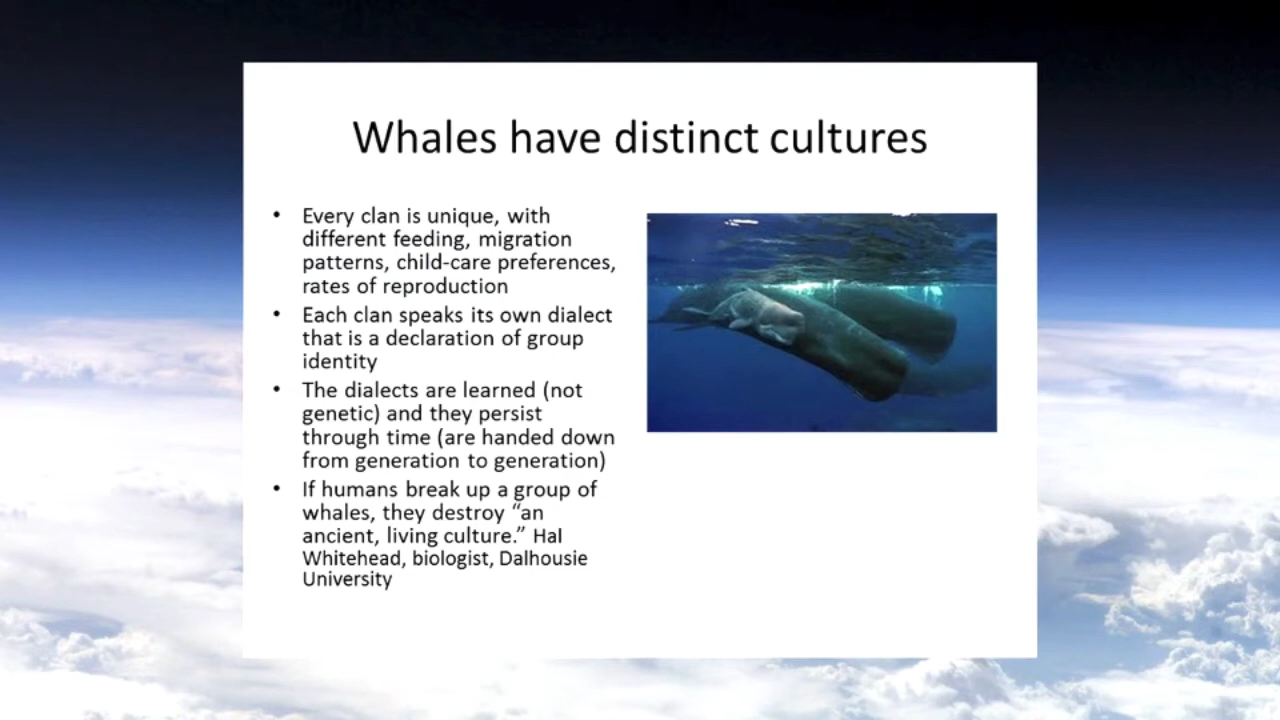 Whales have distinct cultures
• Every clan is unique, with
different feeding, migration
patterns, child-care preferences,
rates of reproduction
• Each clan speaks its own dialect
that is a declaration of group
identity
• The dialects are learned (not
genetic) and they persist
through time (are handed down
from generation to generation)
• If humans break up a group of
whales, they destroy “an
ancient, living culture.” Hal
Whitehead, biologist, Dalhousie
University